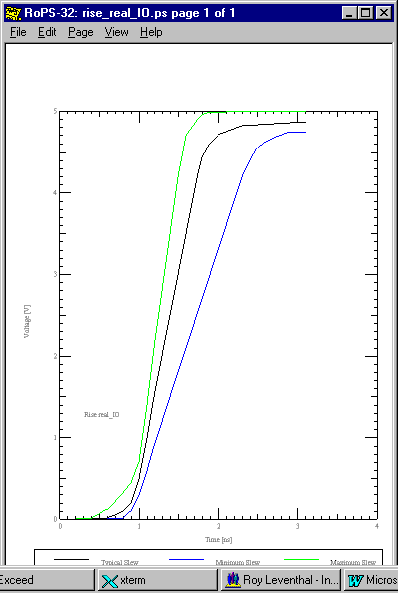 RoPS-32: rise_real_IO.ps page 1 of 1
File Edit Page View Help
5
4
3
2
1
0
Voltage [V]
Rise real_IO
0 1 2 3 4
Time [ns]
Typical Slew Minimum Slew Maximum Slew
Exceed xterm Roy Leventhal - In... Micros